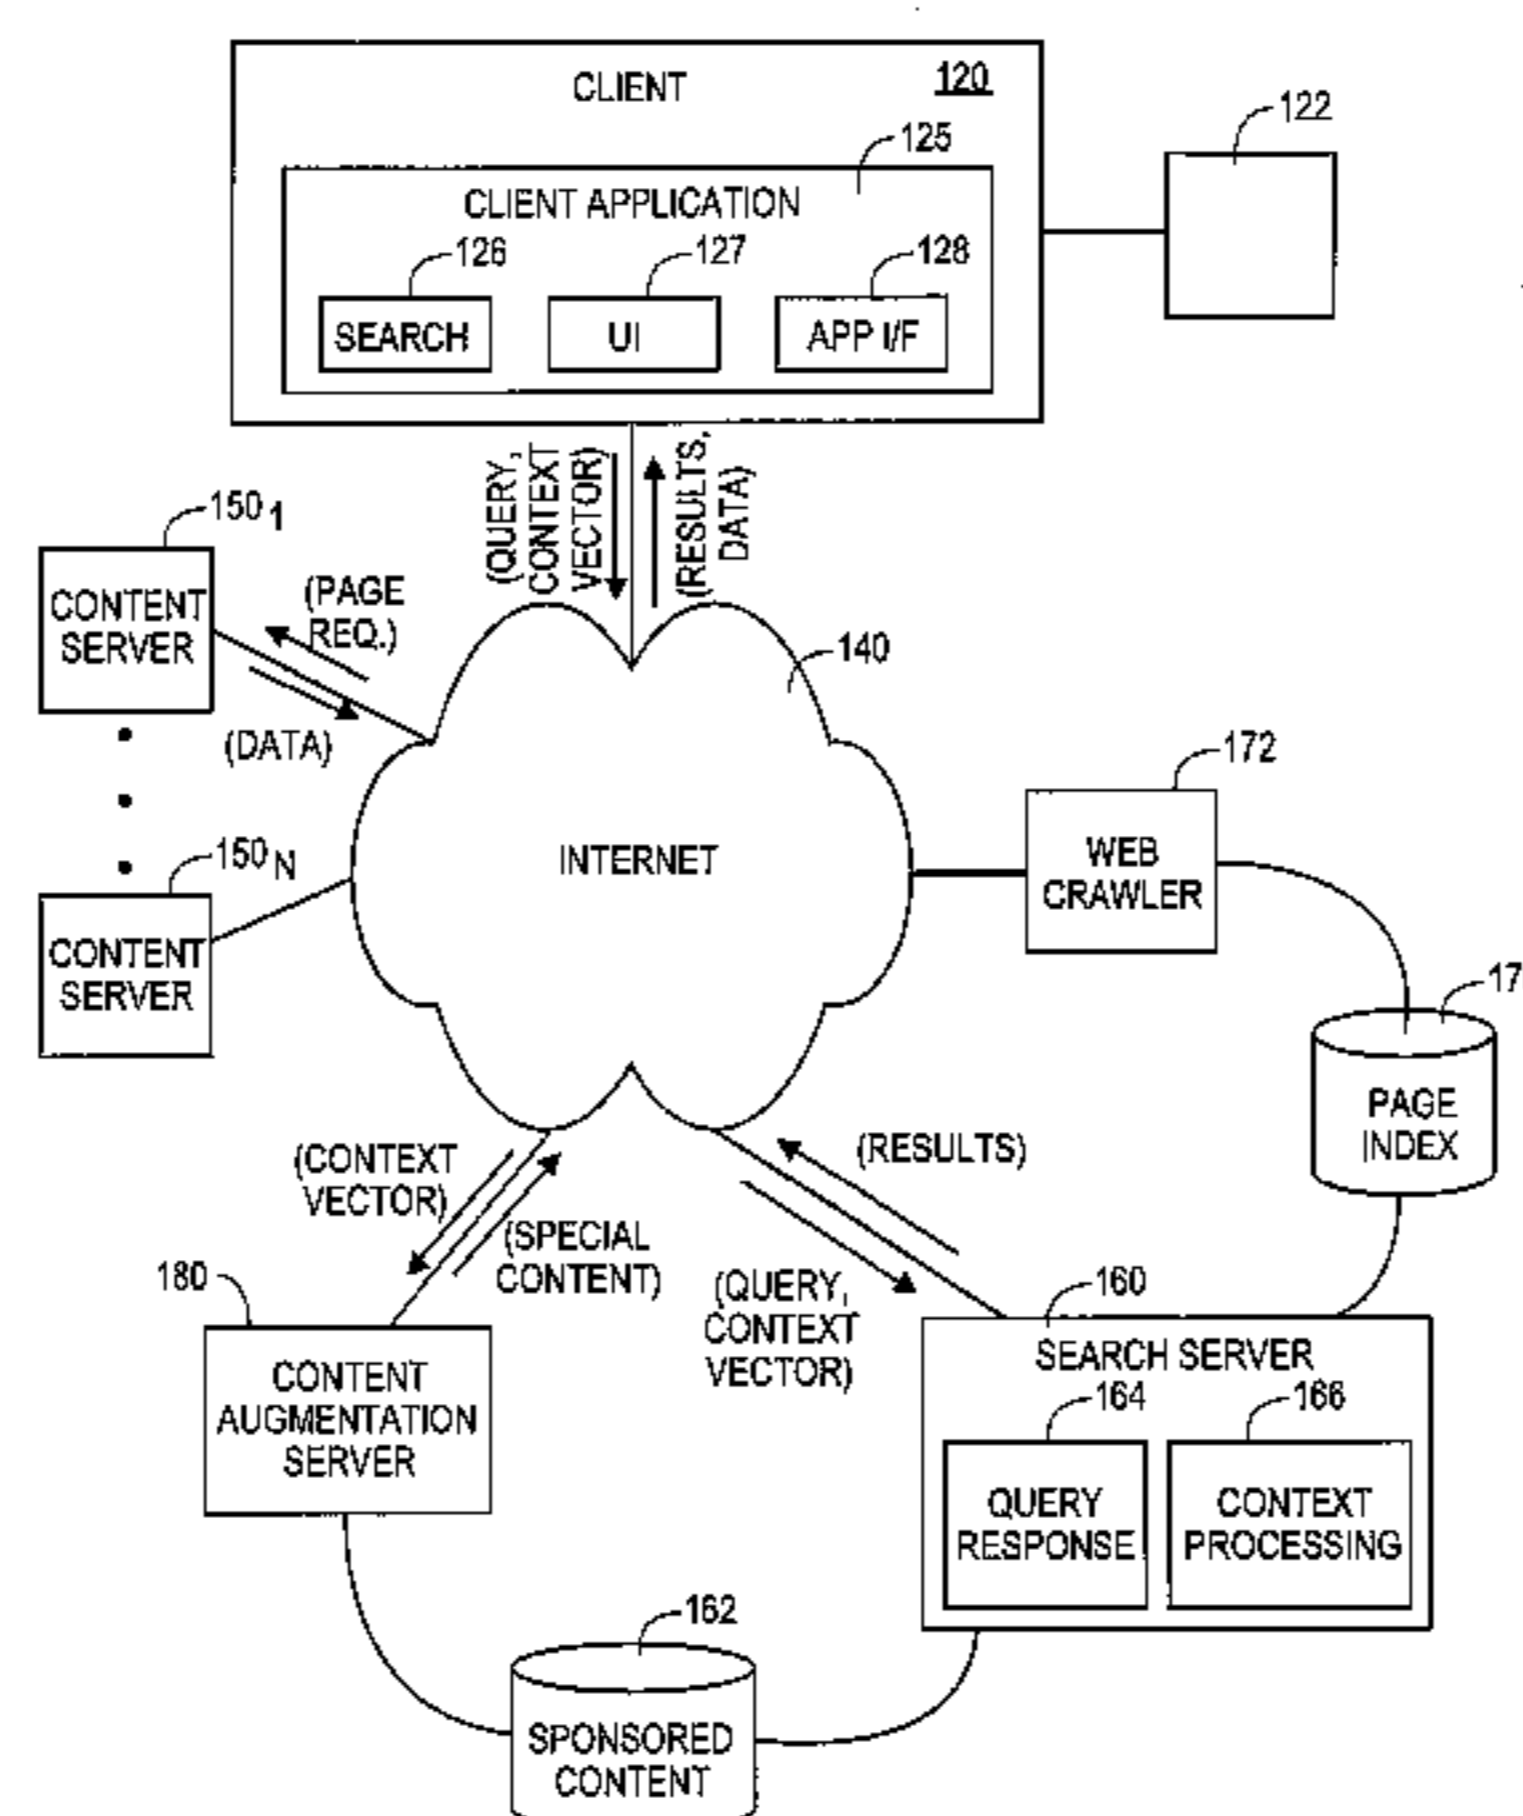 CLIENT
120
125
CLIENT APPLICATION
126
127
128
SEARCH
UI
APP I/F
122
(QUERY,
CONTEXT
VECTOR)
(RESULTS,
DATA)
150 1
CONTENT
SERVER
(PAGE
REQ.)
(DATA)
140
150 N
CONTENT
SERVER
INTERNET
172
WEB
CRAWLER
17
PAGE
INDEX
(CONTEXT
VECTOR)
(SPECIAL
CONTENT)
(RESULTS)
(QUERY,
CONTEXT
VECTOR)
180
CONTENT
AUGMENTATION
SERVER
160
SEARCH SERVER
164
166
QUERY
RESPONSE
CONTEXT
PROCESSING
162
SPONSORED
CONTENT